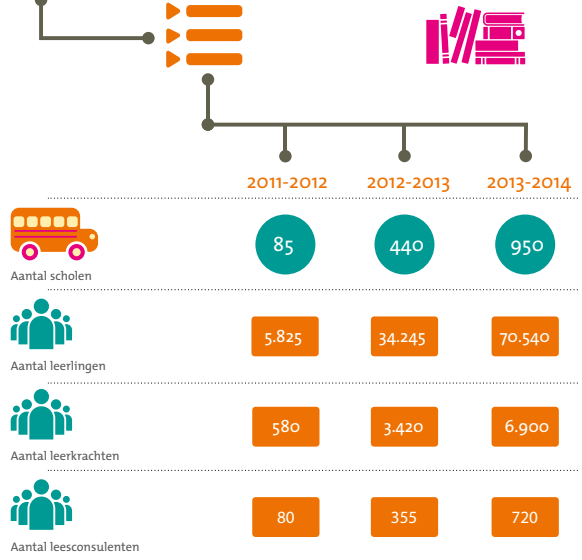 2011-2012 2012-2013 2013-2014
85 440 950
Aantal scholen
5.825 34.245 70.540
Aantal leerlingen
580 3.420 6.900
Aantal leerkrachten
80 355 720
Aantal leesconsulenten